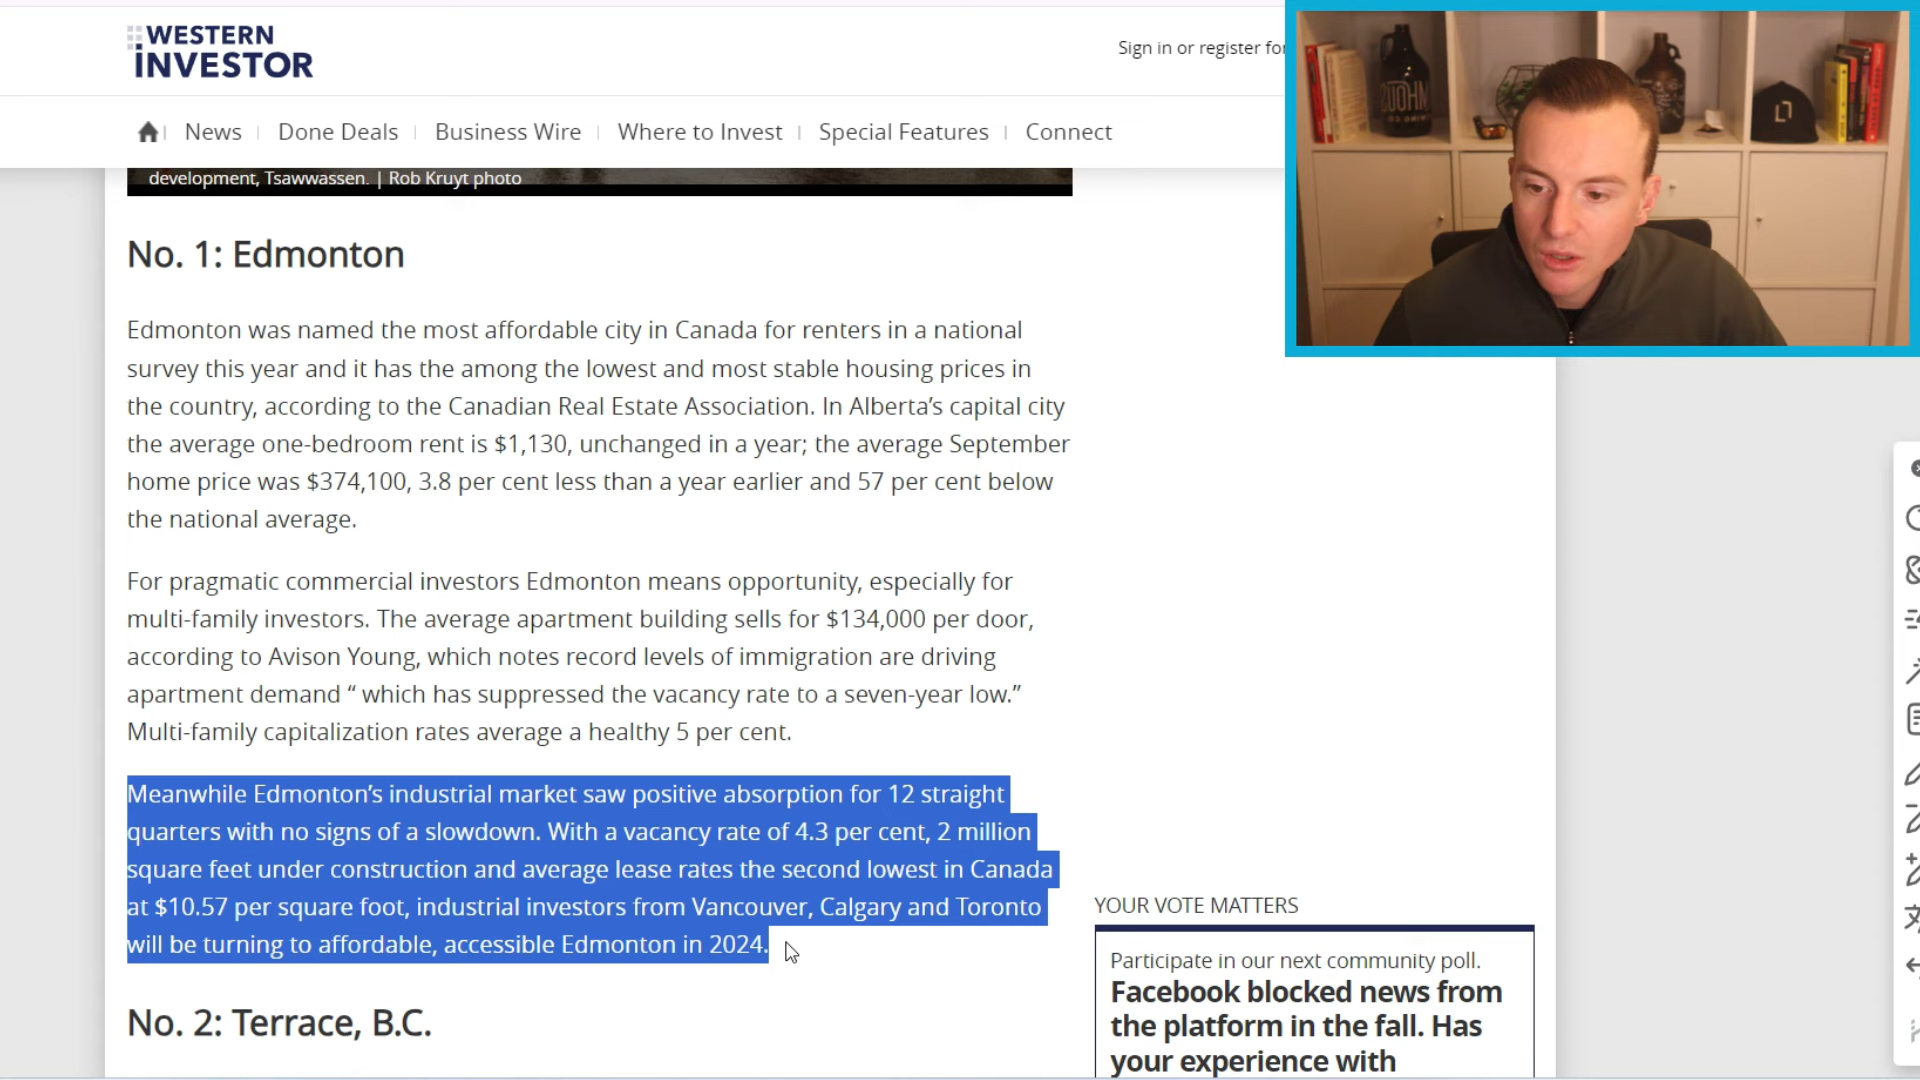 WESTERN
INVESTOR
Sign in or register for
News
Done Deals
Business Wire
Where to Invest
Special Features
Connect
development, Tsawwassen. | Rob Kruyt photo
No. 1: Edmonton
Edmonton was named the most affordable city in Canada for renters in a national
survey this year and it has the among the lowest and most stable housing prices in
the country, according to the Canadian Real Estate Association. In Alberta’s capital city
the average one-bedroom rent is $1,130, unchanged in a year; the average September
home price was $374,100, 3.8 per cent less than a year earlier and 57 per cent below
the national average.
For pragmatic commercial investors Edmonton means opportunity, especially for
multi-family investors. The average apartment building sells for $134,000 per door,
according to Avison Young, which notes record levels of immigration are driving
apartment demand “ which has suppressed the vacancy rate to a seven-year low.”
Multi-family capitalization rates average a healthy 5 per cent.
Meanwhile Edmonton’s industrial market saw positive absorption for 12 straight
quarters with no signs of a slowdown. With a vacancy rate of 4.3 per cent, 2 million
square feet under construction and average lease rates the second lowest in Canada
at $10.57 per square foot, industrial investors from Vancouver, Calgary and Toronto
will be turning to affordable, accessible Edmonton in 2024.
No. 2: Terrace, B.C.
YOUR VOTE MATTERS
Participate in our next community poll.
Facebook blocked news from
the platform in the fall. Has
your experience with